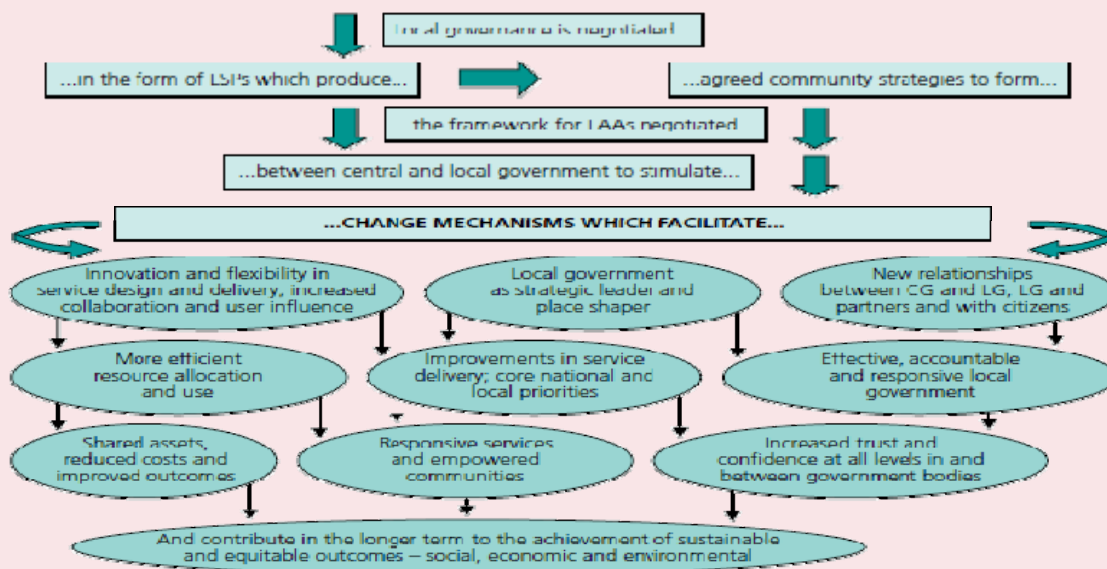 Local governance is negotiated
...in the form of LSPs which produce...
...agreed community strategies to form...
the framework for LAAs negotiated
...between central and local government to stimulate...
...CHANGE MECHANISMS WHICH FACILITATE...
Innovation and flexibility in
service design and delivery, increased
collaboration and user influence
Local government
as strategic leader and
place shaper
New relationships
between CG and LG, LG and
partners and with citizens
More efficient
resource allocation
and use
Improvements in service
delivery; core national and
local priorities
Effective, accountable
and responsive local
government
Shared assets,
reduced costs and
improved outcomes
Responsive services
and empowered
communities
Increased trust and
confidence at all levels in and
between government bodies
And contribute in the longer term to the achievement of sustainable
and equitable outcomes – social, economic and environmental